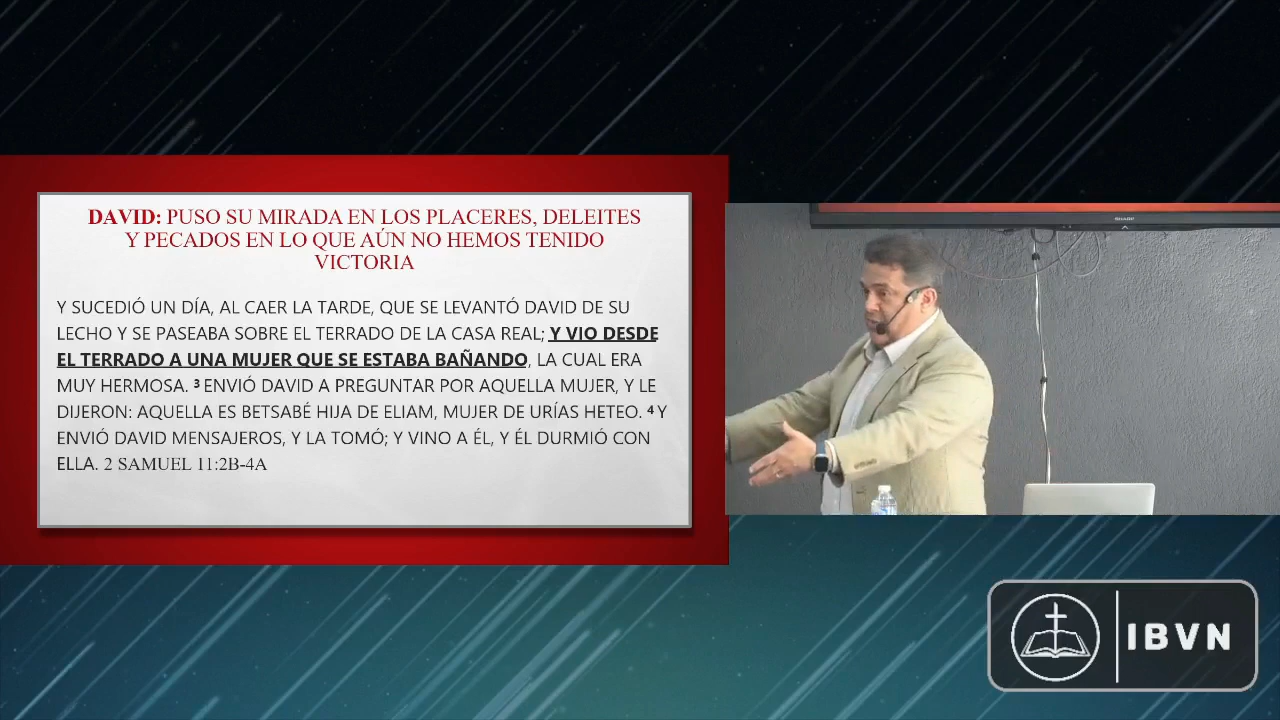 DAVID: PUSO SU MIRADA EN LOS PLACERES, DELEITES
Y PECADOS EN LO QUE AÚN NO HEMOS TENIDO
VICTORIA
Y SUCEDIÓ UN DÍA, AL CAER LA TARDE, QUE SE LEVANTÓ DAVID DE SU
LECHO Y SE PASEABA SOBRE EL TERRADO DE LA CASA REAL; Y VIO DESDE
EL TERRADO A UNA MUJER QUE SE ESTABA BAÑANDO, LA CUAL ERA
MUY HERMOSA. ³ ENVIÓ DAVID A PREGUNTAR POR AQUELLA MUJER, Y LE
DIJERON: AQUELLA ES BETSABÉ HIJA DE ELIAM, MUJER DE URÍAS HETEO. ⁴ Y
ENVIÓ DAVID MENSAJEROS, Y LA TOMÓ; Y VINO A ÉL, Y ÉL DURMIÓ CON
ELLA. 2 SAMUEL 11:2B-4A
SHARP
IBVN